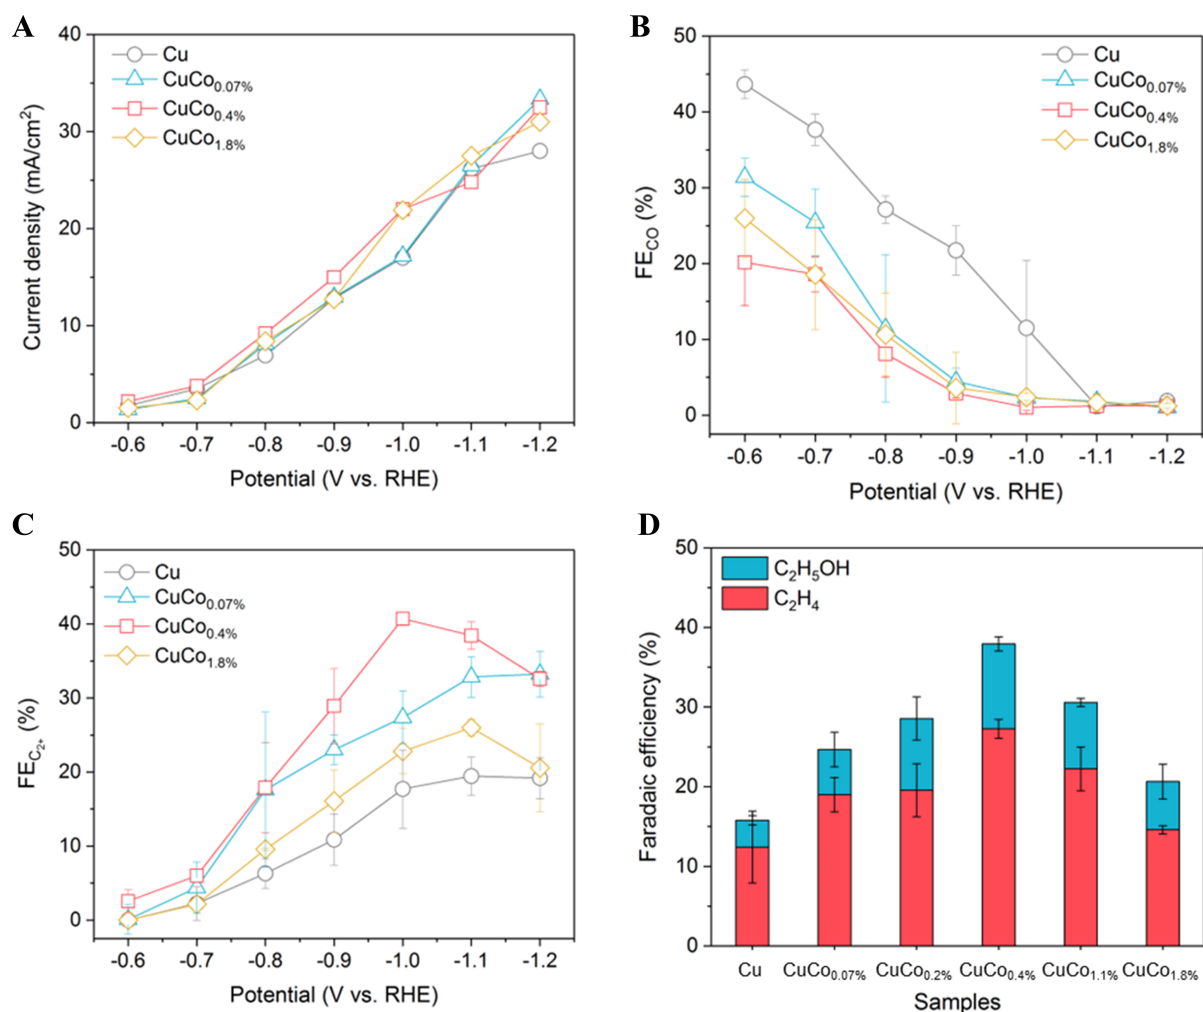 A
40
30
20
10
0
Current density (mA/cm²)
Cu
CuCo0.07%
CuCo0.4%
CuCo1.8%
-0.6 -0.7 -0.8 -0.9 -1.0 -1.1 -1.2
Potential (V vs. RHE)
B
50
40
30
20
10
0
FECO (%)
Cu
CuCo0.07%
CuCo0.4%
CuCo1.8%
-0.6 -0.7 -0.8 -0.9 -1.0 -1.1 -1.2
Potential (V vs. RHE)
C
50
40
30
20
10
0
FEC2+ (%)
Cu
CuCo0.07%
CuCo0.4%
CuCo1.8%
-0.6 -0.7 -0.8 -0.9 -1.0 -1.1 -1.2
Potential (V vs. RHE)
D
50
40
30
20
10
0
Faradaic efficiency (%)
C2H5OH
C2H4
Cu CuCo0.07% CuCo0.2% CuCo0.4% CuCo1.1% CuCo1.8%
Samples